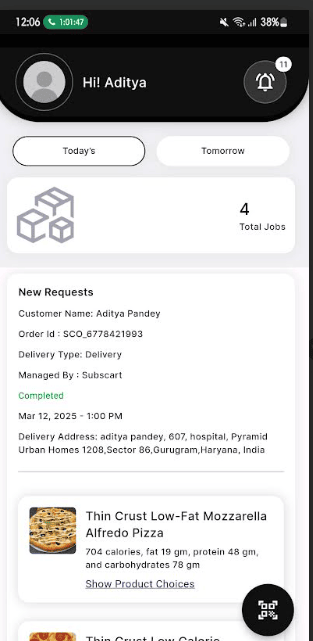 12:06 1:01:47 38%
11
Hi! Aditya
Today's Tomorrow
4
Total Jobs
New Requests
Customer Name: Aditya Pandey
Order Id : SCO_6778421993
Delivery Type: Delivery
Managed By : Subscart
Completed
Mar 12, 2025 - 1:00 PM
Delivery Address: aditya pandey, 607, hospital, Pyramid
Urban Homes 1208,Sector 86,Gurugram,Haryana, India
Thin Crust Low-Fat Mozzarella
Alfredo Pizza
704 calories, fat 19 gm, protein 48 gm,
and carbohydrates 78 gm
Show Product Choices
Thin Crust Low Calorie